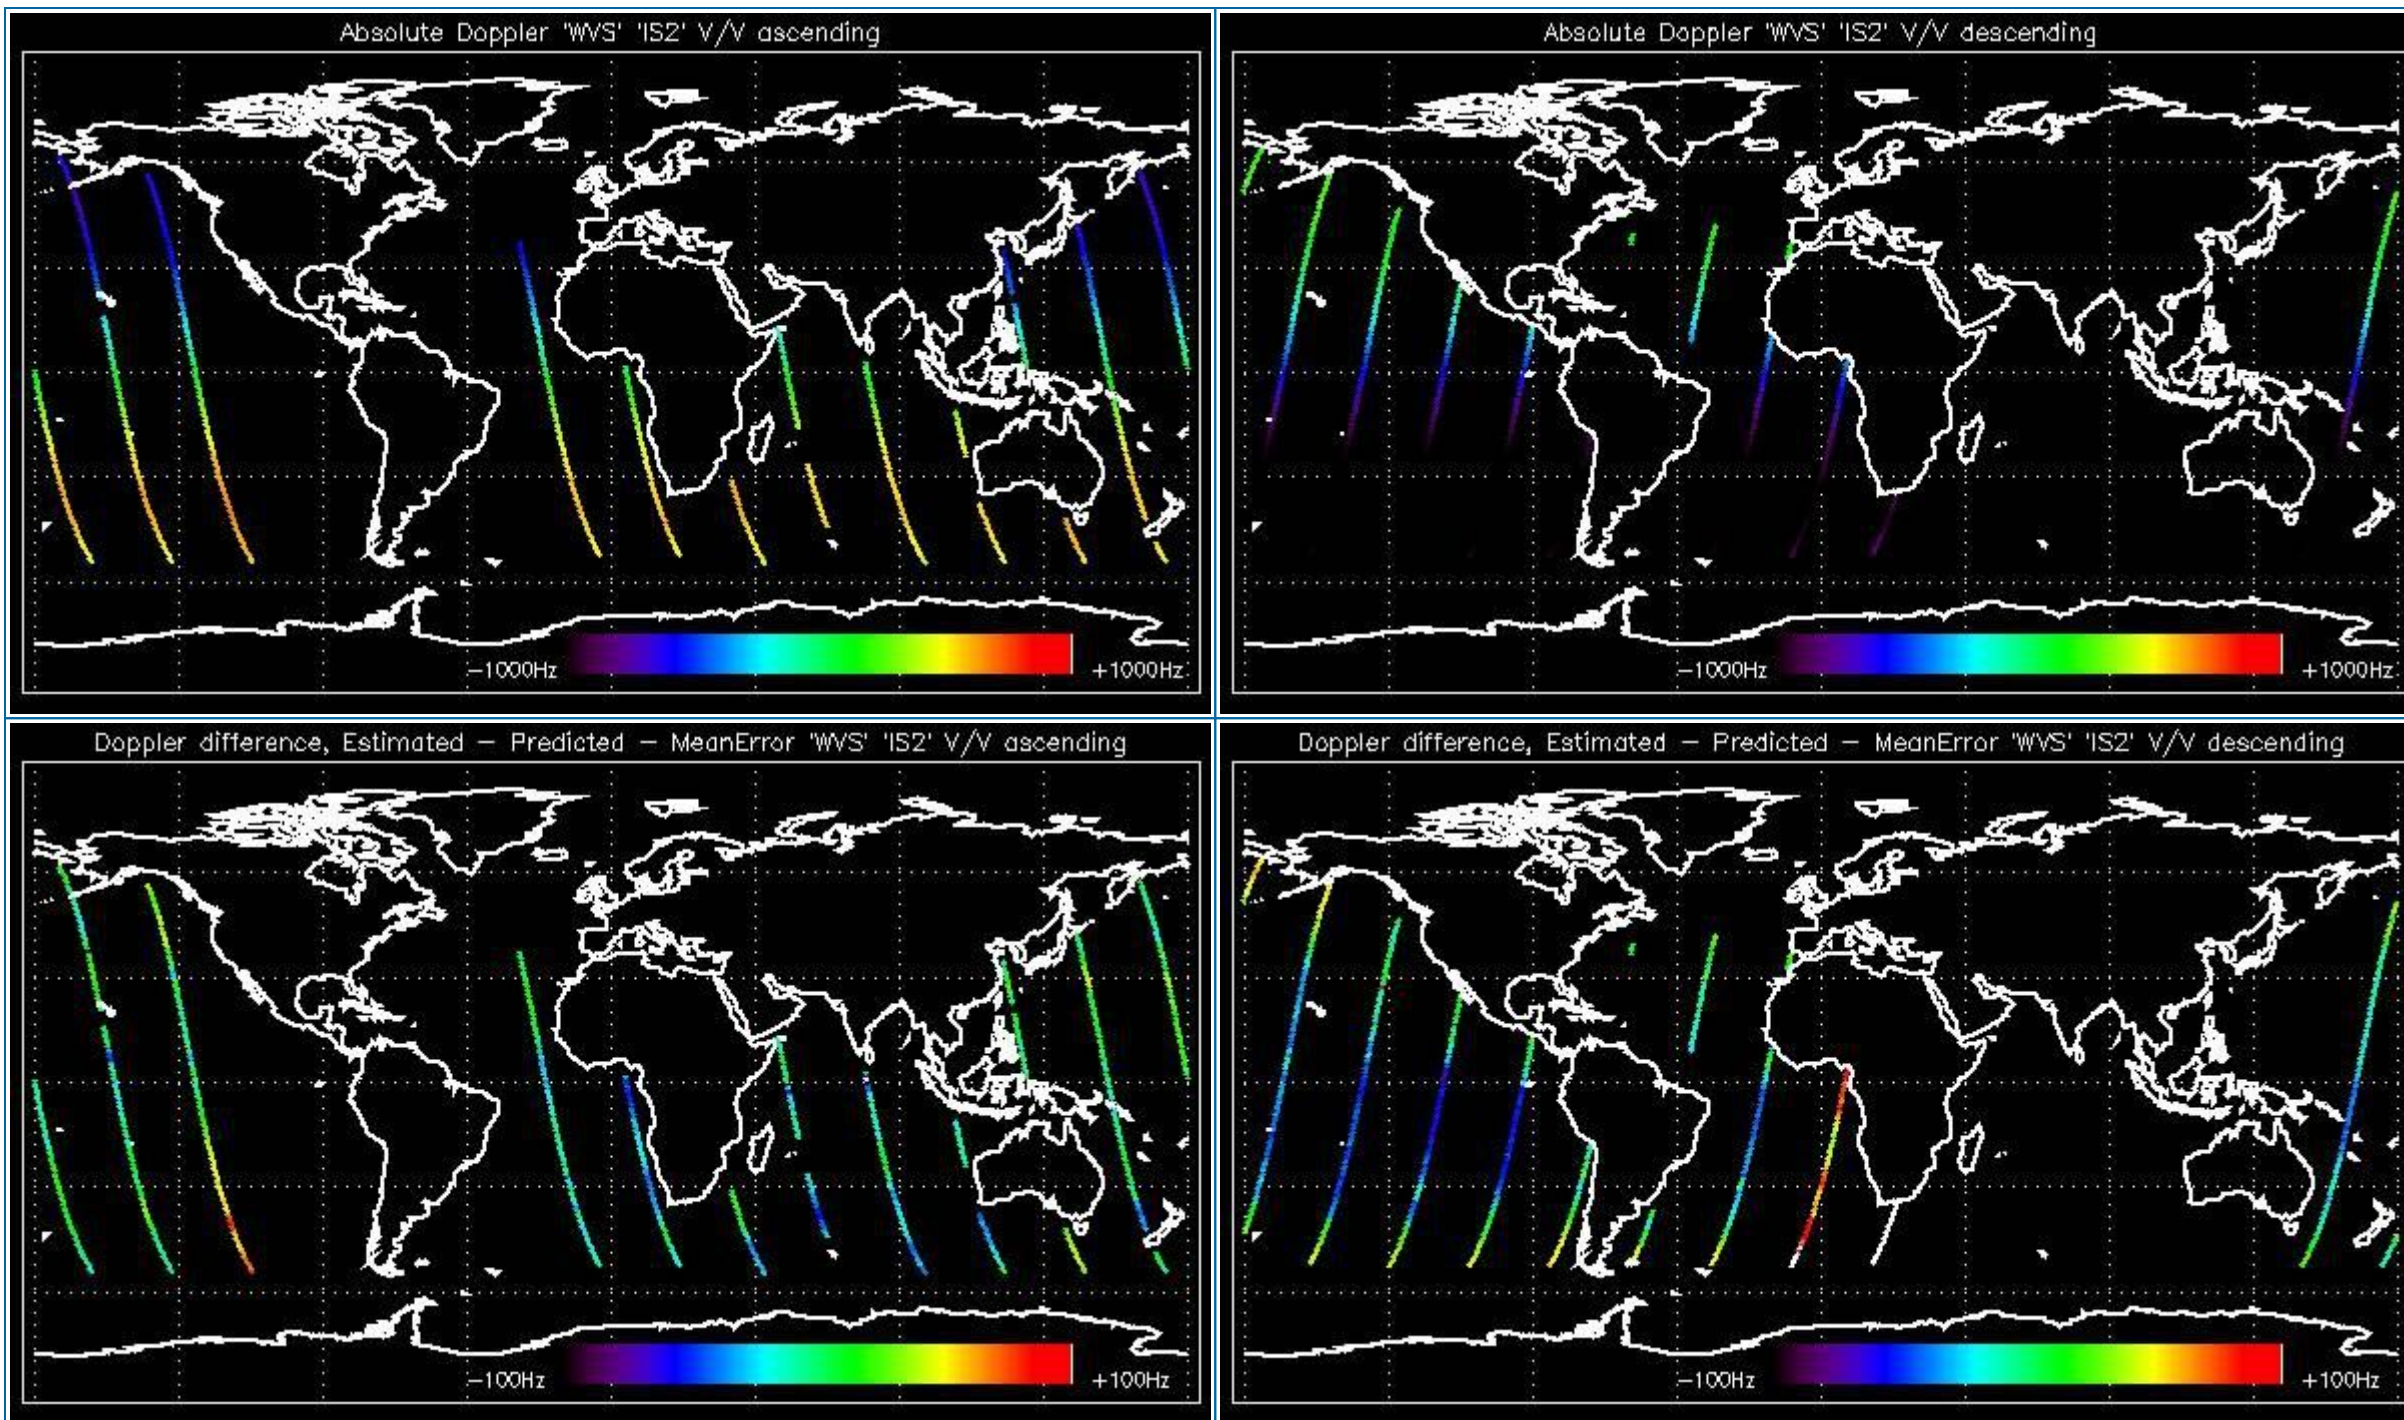 Absolute Doppler 'WVS' 'IS2' V/V ascending
-1000Hz
+1000Hz
Absolute Doppler 'WVS' 'IS2' V/V descending
-1000Hz
+1000Hz
Doppler difference, Estimated - Predicted - MeanError 'WVS' 'IS2' V/V ascending
-100Hz
+100Hz
Doppler difference, Estimated - Predicted - MeanError 'WVS' 'IS2' V/V descending
-100Hz
+100Hz